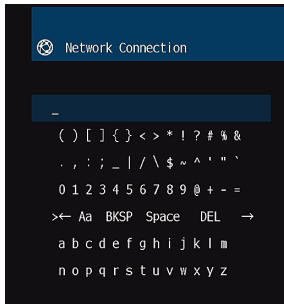 Network Connection
_
( ) [ ] { } < > * ! ? # % &
. , : ; _ | / \ $ ~ ^ ' " `
0 1 2 3 4 5 6 7 8 9 @ + - =
>← Aa BKSP Space DEL →
a b c d e f g h i j k l m
n o p q r s t u v w x y z